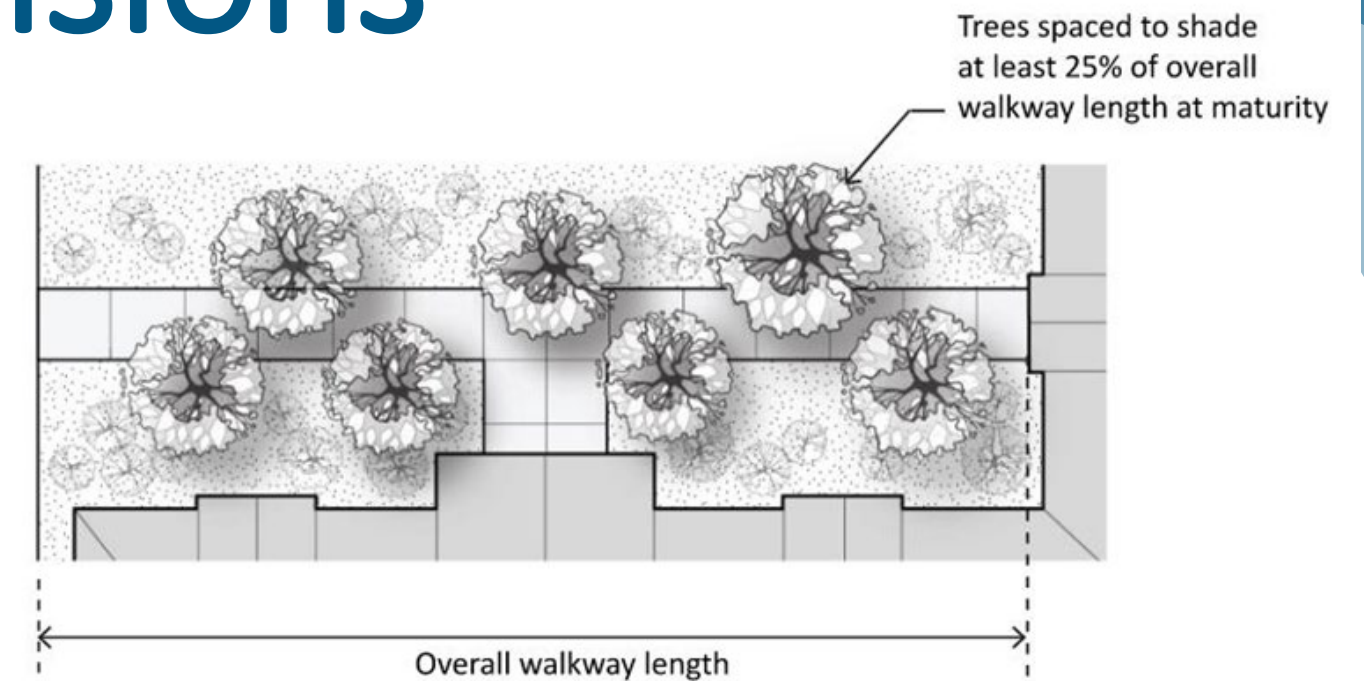 Trees spaced to shade
at least 25% of overall
walkway length at maturity
Overall walkway length